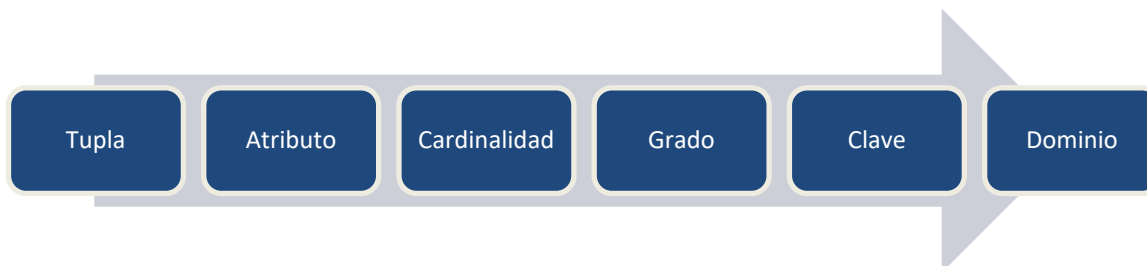 Tupla
Atributo
Cardinalidad
Grado
Clave
Dominio